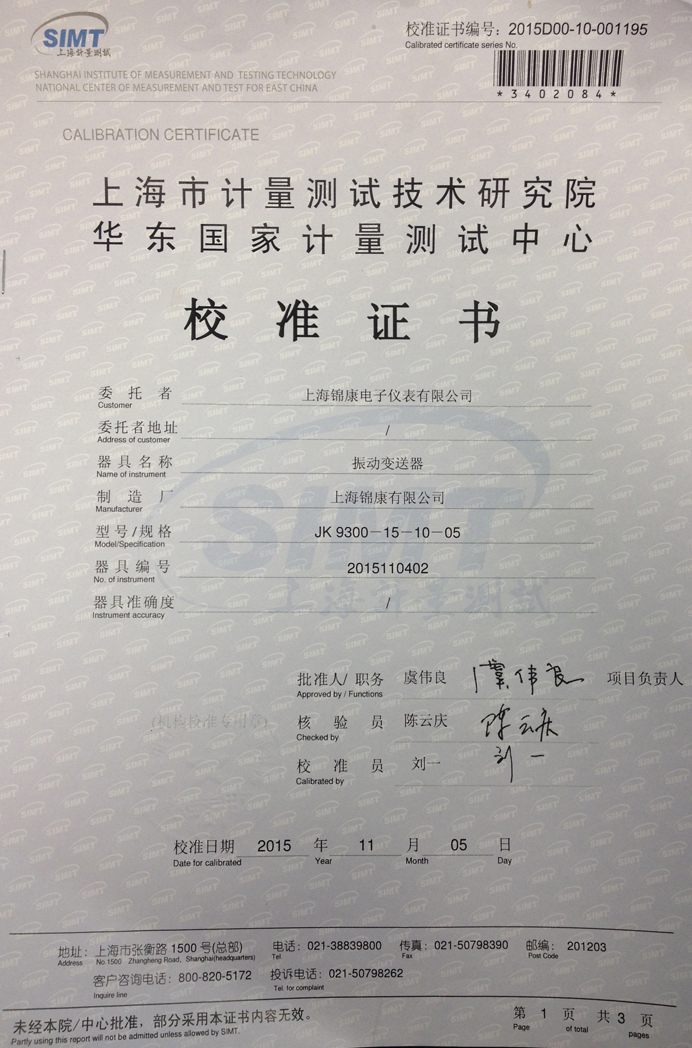 SIMT
上海计量测试
校准证书编号：2015D00-10-001195
Calibrated certificate series No.
*3402084*
SHANGHAI INSTITUTE OF MEASUREMENT AND TESTING TECHNOLOGY
NATIONAL CENTER OF MEASUREMENT AND TEST FOR EAST CHINA
CALIBRATION CERTIFICATE
上海市计量测试技术研究院
华东国家计量测试中心
校准证书
委托者 上海锦康电子仪表有限公司
Customer
委托者地址 /
Address of customer
器具名称 振动变送器
Name of instrument
制造厂 上海锦康有限公司
Manufacturer
型号/规格 JK 9300-15-10-05
Model/Specification
器具编号 2015110402
No. of instrument
器具准确度 /
Instrument accuracy
批准人/职务 虞伟良 虞伟良 项目负责人
Approved by / Functions
(机构校准专用章)
核验员 陈云庆 陈云庆
Checked by
校准员 刘一 刘一
Calibrated by
校准日期 2015 年 11 月 05 日
Date for calibrated Year Month Day
地址：上海市张衡路1500号(总部) 电话：021-38839800 传真：021-50798390 邮编：201203
Address No.1500 Zhangheng Road, Shanghai(headquarters) Tel. Fax Post Code
客户咨询电话：800-820-5172 投诉电话：021-50798262
Inquire line Tel. for complaint
未经本院/中心批准，部分采用本证书内容无效。 第 1 页 共 3 页
Partly using this report will not be admitted unless allowed by SIMT. Page of total pages